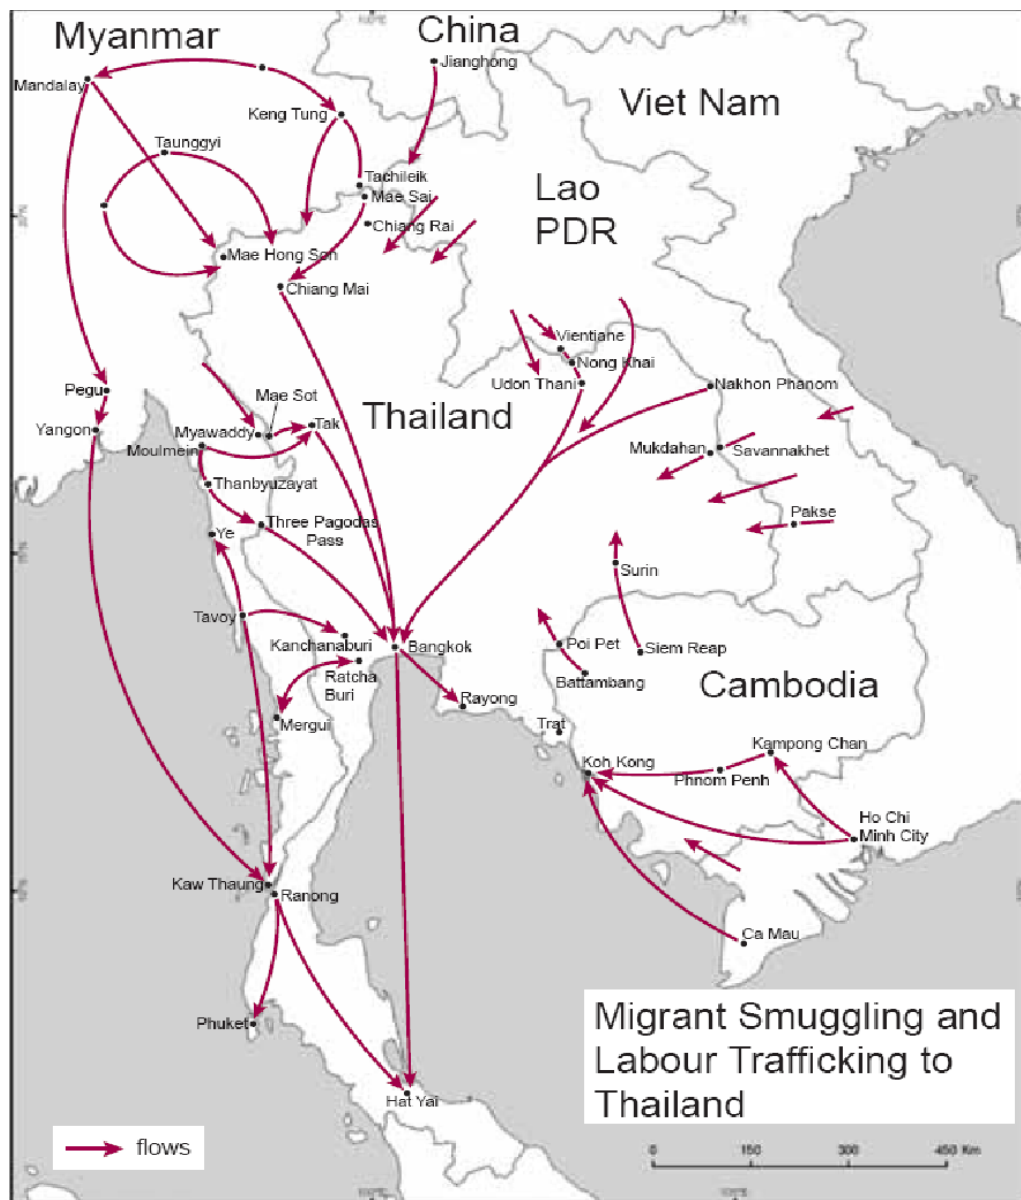 Myanmar
China
Jianghong
Mandalay
Viet Nam
Keng Tung
Taunggyi
Tachileik
Mae Sai
Lao
PDR
Chiang Rai
Mae Hong Son
Chiang Mai
Vientiane
Nong Khai
Udon Thani
Nakhon Phanom
Pegu
Mae Sot
Thailand
Tak
Yangon
Myawaddy
Moulmein
Mukdahan
Savannakhet
Thanbyuzayat
Three Pagodas
Pass
Pakse
Ye
Surin
Tavoy
Kanchanaburi
Bangkok
Poi Pet
Siem Reap
Ratcha
Buri
Battambang
Cambodia
Rayong
Mergui
Trat
Kampong Chan
Koh Kong
Phnom Penh
Ho Chi
Minh City
Kaw Thaung
Ranong
Ca Mau
Phuket
Migrant Smuggling and
Labour Trafficking to
Thailand
Hat Yai
flows
0 150 300 450 Km